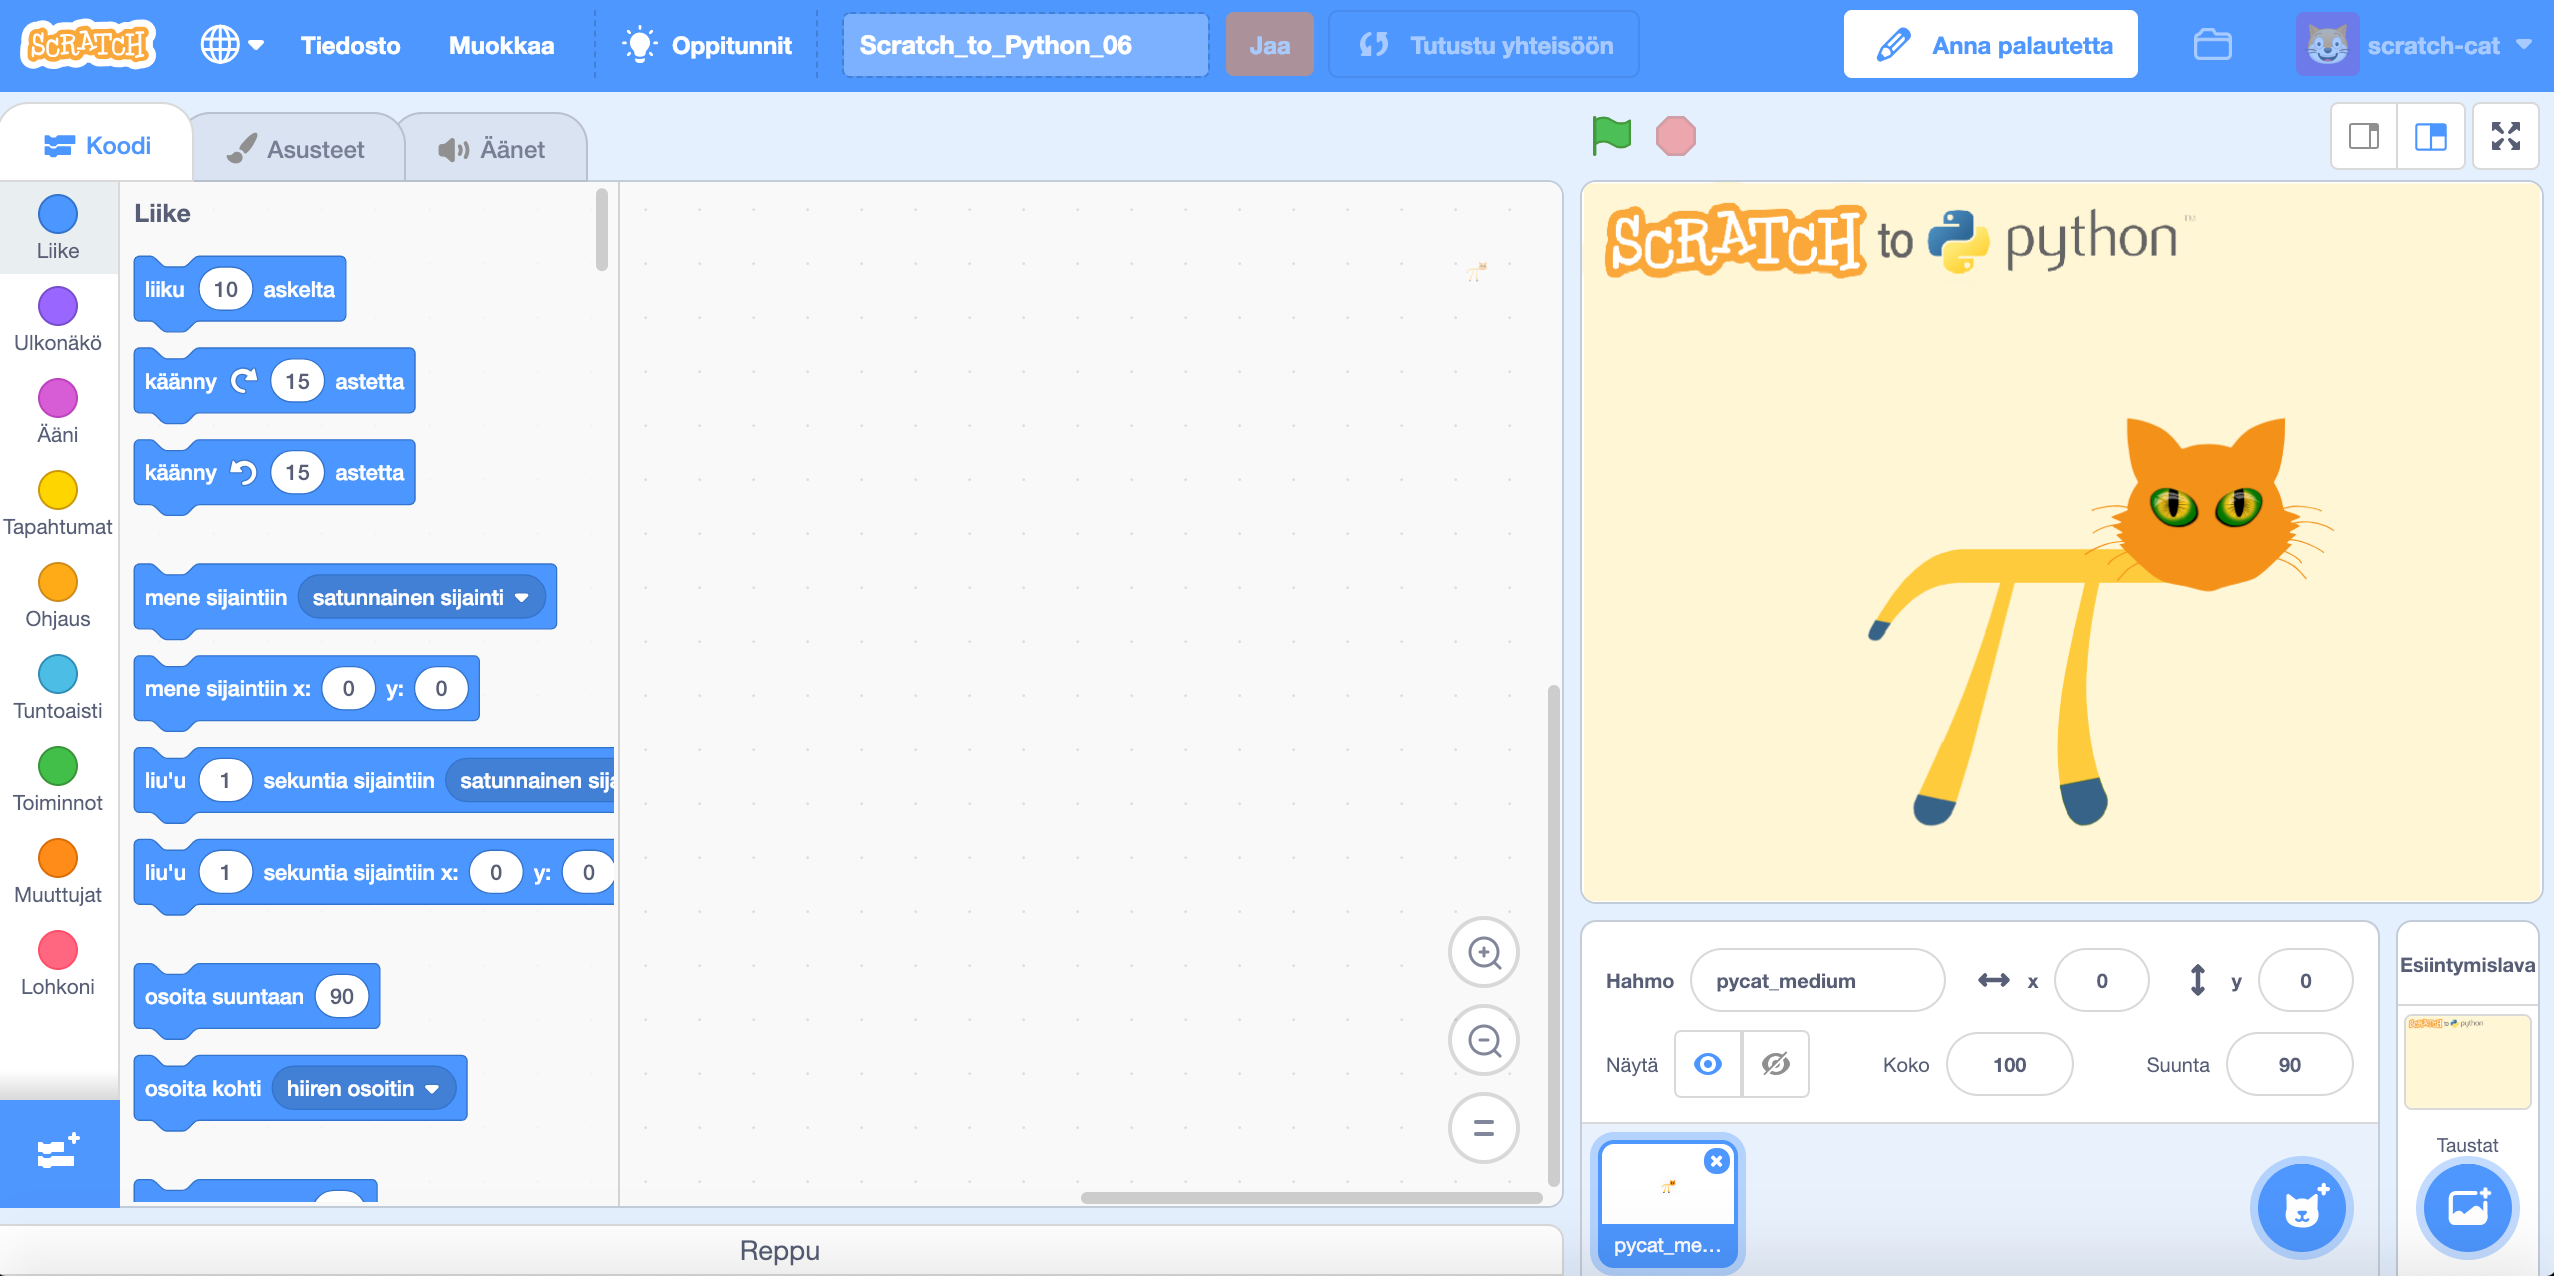 SCRATCH
Tiedosto
Muokkaa
Oppitunnit
Scratch_to_Python_06
Jaa
Tutustu yhteisöön
Anna palautetta
scratch-cat
Koodi
Asusteet
Äänet
Liike
Ulkonäkö
Ääni
Tapahtumat
Ohjaus
Tuntoaisti
Toiminnot
Muuttujat
Lohkoni
Liike
liiku 10 askelta
käänny 15 astetta
käänny 15 astetta
mene sijaintiin satunnainen sijainti
mene sijaintiin x: 0 y: 0
liu'u 1 sekuntia sijaintiin satunnainen sija
liu'u 1 sekuntia sijaintiin x: 0 y: 0
osoita suuntaan 90
osoita kohti hiiren osoitin
Reppu
SCRATCH to python™
Hahmo pycat_medium x 0 y 0
Näytä Koko 100 Suunta 90
pycat_me...
Esiintymislava
SCRATCH to python
Taustat